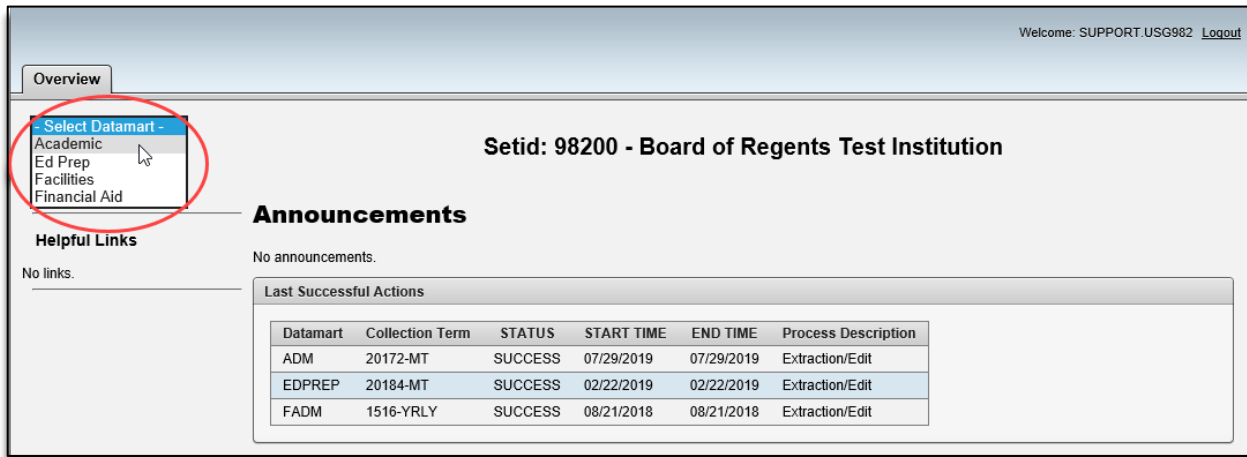 Welcome: SUPPORT.USG982 Logout
Overview
- Select Datamart -
Academic
Ed Prep
Facilities
Financial Aid
Setid: 98200 - Board of Regents Test Institution
Helpful Links
No links.
Announcements
No announcements.
Last Successful Actions
Datamart Collection Term STATUS START TIME END TIME Process Description
ADM 20172-MT SUCCESS 07/29/2019 07/29/2019 Extraction/Edit
EDPREP 20184-MT SUCCESS 02/22/2019 02/22/2019 Extraction/Edit
FADM 1516-YRLY SUCCESS 08/21/2018 08/21/2018 Extraction/Edit